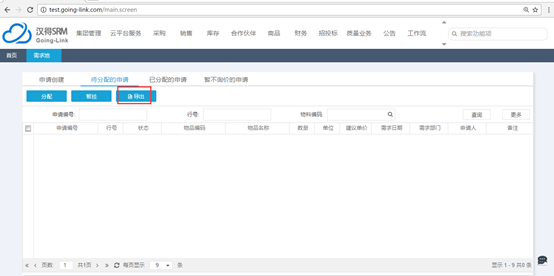 test.going-link.com/main.screen
汉得SRM
Going-Link
集团管理 云平台服务 采购 销售 库存 合作伙伴 商品 财务 招投标 质量业务 公告 工作流
搜索功能项
首页 需求池
申请创建 待分配的申请 已分配的申请 暂不询价的申请
分配 暂挂 导出
申请编号: 行号: 物料编码: 查询 更多
申请编号 行号 状态 物品编码 物品名称 数量 单位 建议单价 需求日期 需求部门 申请人 备注
页数: 1 共1页 每页显示 9 条 显示 1 - 9 共0 条